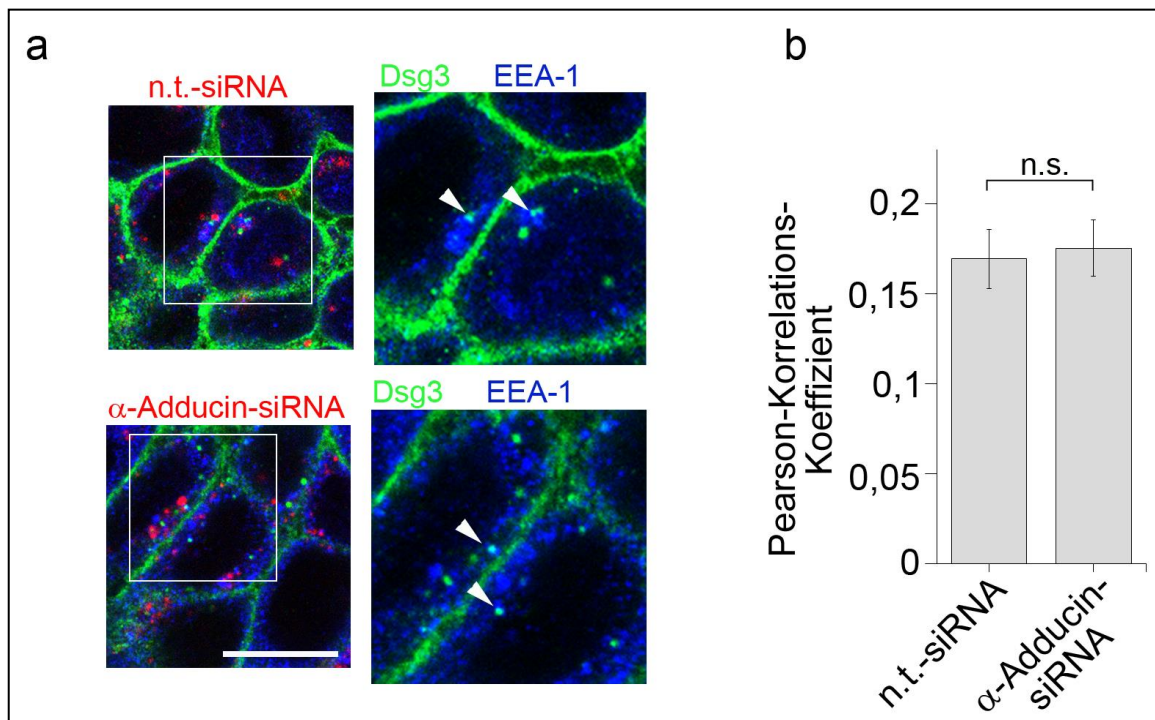 a
n.t.-siRNA
Dsg3 EEA-1
α-Adducin-siRNA
Dsg3 EEA-1
b
n.s.
0,2
0,15
0,1
0,05
0
Pearson-Korrelations-
Koeffizient
n.t.-siRNA
α-Adducin-
siRNA